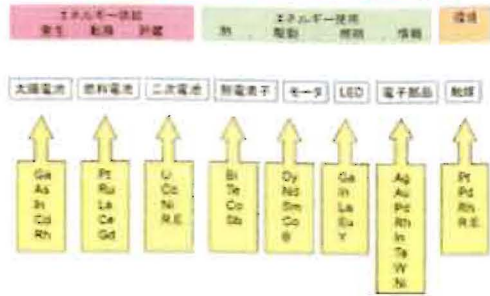 エネルギー供給
発生 転換 貯蔵
エネルギー使用
熱 駆動 照明 情報
環境
太陽電池
燃料電池
二次電池
熱電素子
モータ
LED
電子部品
触媒
Ga
As
In
Cd
Rh
Pt
Ru
La
Ce
Gd
Co
Ni
R.E.
Bi
Te
Co
Sb
Dy
Nd
Sm
Co
B
Ga
In
La
Eu
Y
Ag
Au
Pd
Rh
In
Ta
W
Ni
Pt
Pd
Rh
R.E.